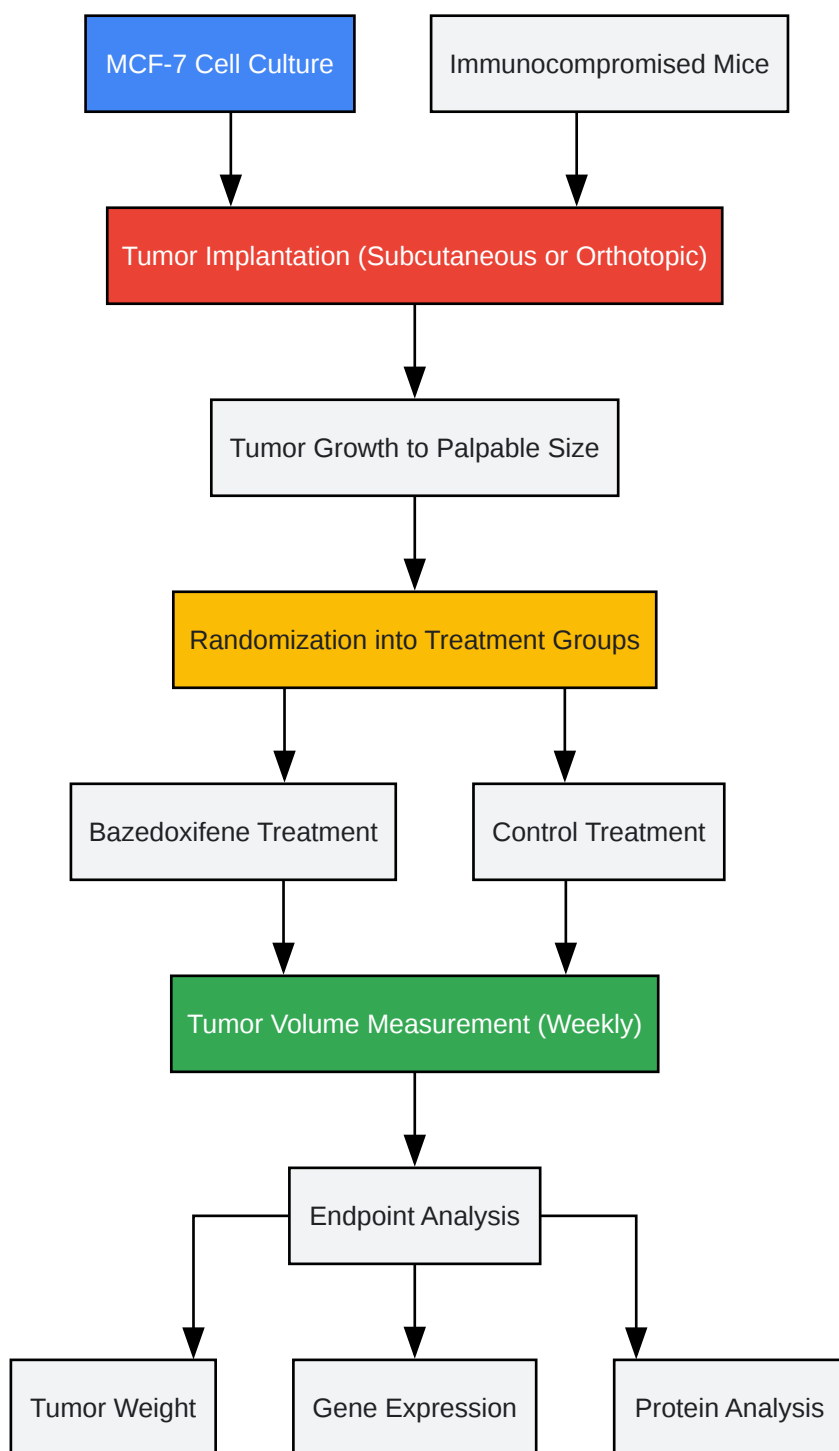 MCF-7 Cell Culture
Immunocompromised Mice
Tumor Implantation (Subcutaneous or Orthotopic)
Tumor Growth to Palpable Size
Randomization into Treatment Groups
Bazedoxifene Treatment
Control Treatment
Tumor Volume Measurement (Weekly)
Endpoint Analysis
Tumor Weight
Gene Expression
Protein Analysis